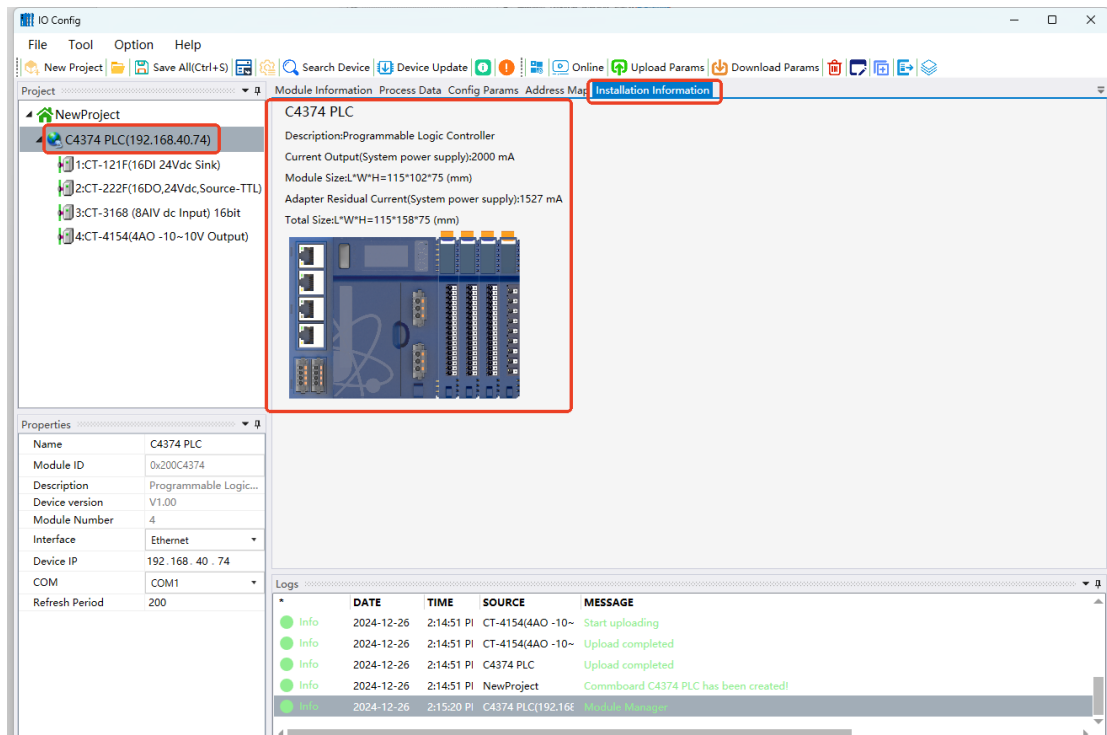 IO Config
File Tool Option Help
New Project Save All(Ctrl+S) Search Device Device Update Online Upload Params Download Params
Project
NewProject
C4374 PLC(192.168.40.74)
1:CT-121F(16DI 24Vdc Sink)
2:CT-222F(16DO,24Vdc,Source-TTL)
3:CT-3168 (8AIV dc Input) 16bit
4:CT-4154(4AO -10~10V Output)
Module Information Process Data Config Params Address Map Installation Information
C4374 PLC
Description:Programmable Logic Controller
Current Output(System power supply):2000 mA
Module Size:L*W*H=115*102*75 (mm)
Adapter Residual Current(System power supply):1527 mA
Total Size:L*W*H=115*158*75 (mm)
Properties
Name C4374 PLC
Module ID 0x200C4374
Description Programmable Logic...
Device version V1.00
Module Number 4
Interface Ethernet
Device IP 192.168. 40 . 74
COM COM1
Refresh Period 200
Logs
* DATE TIME SOURCE MESSAGE
Info 2024-12-26 2:14:51 PI CT-4154(4AO -10~ Start uploading
Info 2024-12-26 2:14:51 PI CT-4154(4AO -10~ Upload completed
Info 2024-12-26 2:14:51 PI C4374 PLC Upload completed
Info 2024-12-26 2:14:51 PI NewProject Commboard C4374 PLC has been created!
Info 2024-12-26 2:15:20 PI C4374 PLC(192.168 Module Manager